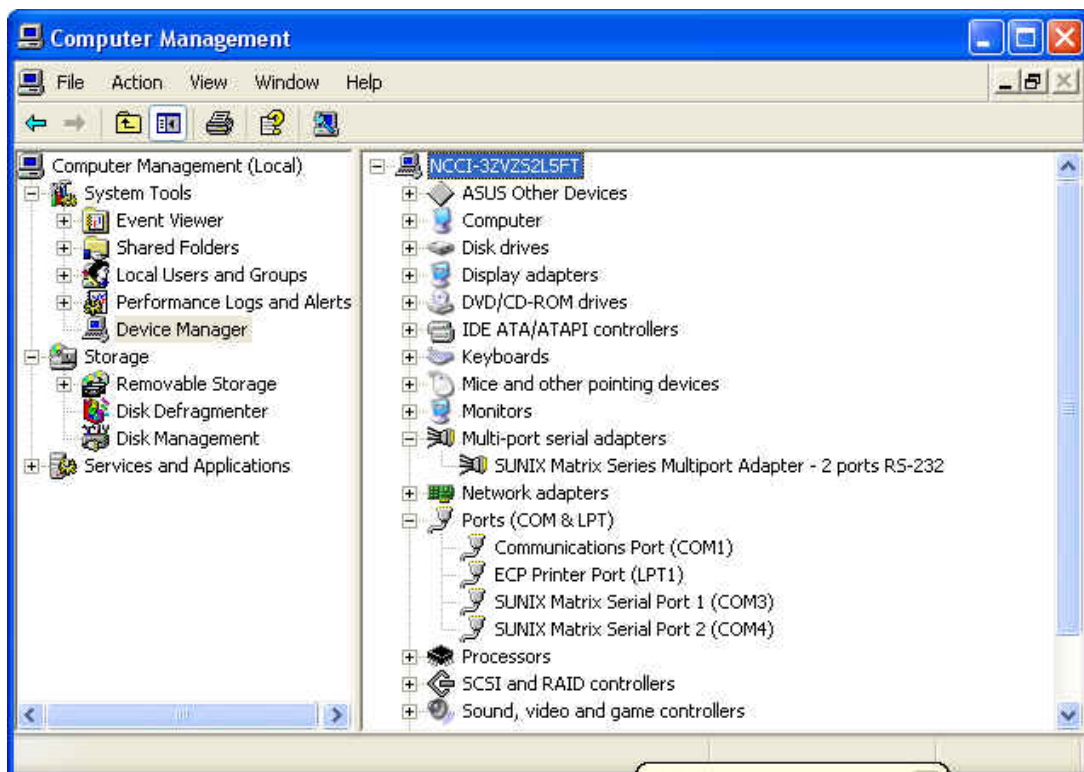 Computer Management
File Action View Window Help
Computer Management (Local)
System Tools
Event Viewer
Shared Folders
Local Users and Groups
Performance Logs and Alerts
Device Manager
Storage
Removable Storage
Disk Defragmenter
Disk Management
Services and Applications
NCCI-3ZVZS2L5FT
ASUS Other Devices
Computer
Disk drives
Display adapters
DVD/CD-ROM drives
IDE ATA/ATAPI controllers
Keyboards
Mice and other pointing devices
Monitors
Multi-port serial adapters
SUNIX Matrix Series Multiport Adapter - 2 ports RS-232
Network adapters
Ports (COM & LPT)
Communications Port (COM1)
ECP Printer Port (LPT1)
SUNIX Matrix Serial Port 1 (COM3)
SUNIX Matrix Serial Port 2 (COM4)
Processors
SCSI and RAID controllers
Sound, video and game controllers